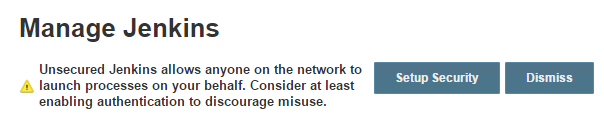 Manage Jenkins
Unsecured Jenkins allows anyone on the network to
launch processes on your behalf. Consider at least
enabling authentication to discourage misuse.
Setup Security
Dismiss